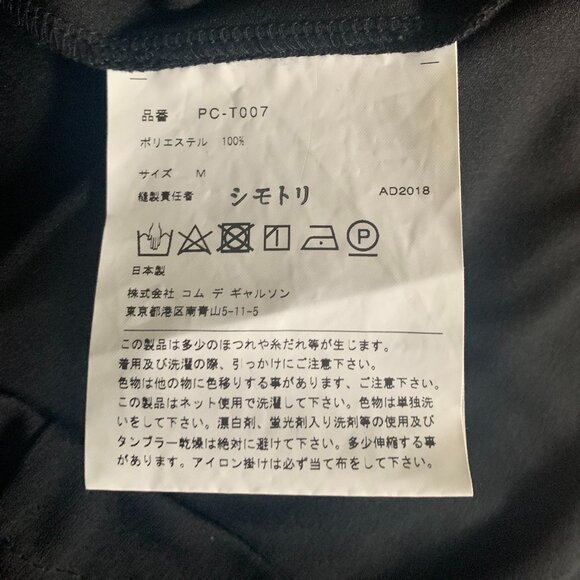 品番 PC-T007
ポリエステル 100%
サイズ M
縫製責任者 シモトリ AD2018
日本製
株式会社 コム デ ギャルソン
東京都港区南青山5-11-5
この製品は多少のほつれや糸だれ等が生じます。
着用及び洗濯の際、引っかけにご注意下さい。
色物は他の物に色移りする事があります、ご注意下さい。
この製品はネット使用で洗濯して下さい。色物は単独洗
いをして下さい。漂白剤、蛍光剤入り洗剤等の使用及び
タンブラー乾燥は絶対に避けて下さい。多少伸縮する事
があります。アイロン掛けは必ず当て布をして下さい。